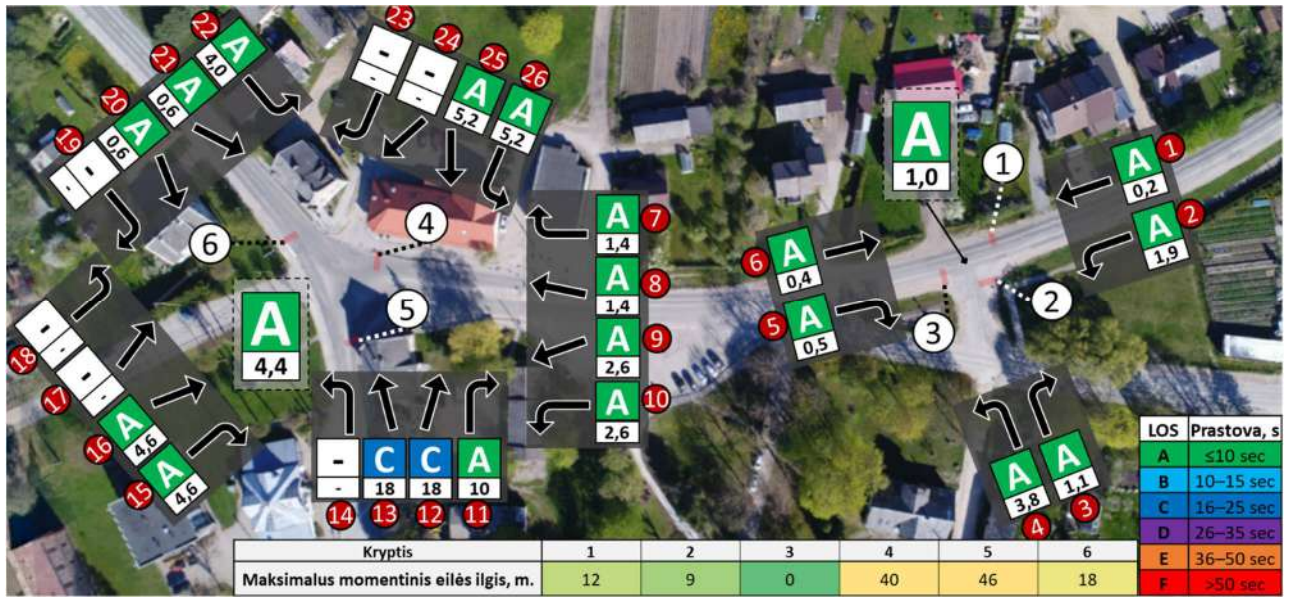 22
A
4,0
21
A
0,6
20
A
0,6
19
-
-
23
-
-
24
-
-
25
A
5,2
26
A
5,2
A
1,0
1
1
A
0,2
2
A
1,9
7
A
1,4
8
A
1,4
9
A
2,6
10
A
2,6
6
A
0,4
5
A
0,5
6
4
5
3
2
A
4,4
18
-
-
17
-
-
16
A
4,6
15
A
4,6
-
-
14
C
18
13
C
18
12
A
10
11
A
3,8
4
A
1,1
3
LOS Prastova, s
A ≤10 sec
B 10–15 sec
C 16–25 sec
D 26–35 sec
E 36–50 sec
F >50 sec
Kryptis 1 2 3 4 5 6
Maksimalus momentinis eilės ilgis, m. 12 9 0 40 46 18